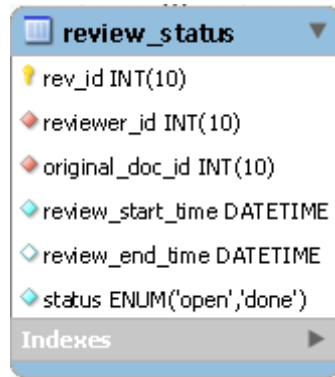 review_status
rev_id INT(10)
reviewer_id INT(10)
original_doc_id INT(10)
review_start_time DATETIME
review_end_time DATETIME
status ENUM('open','done')
Indexes